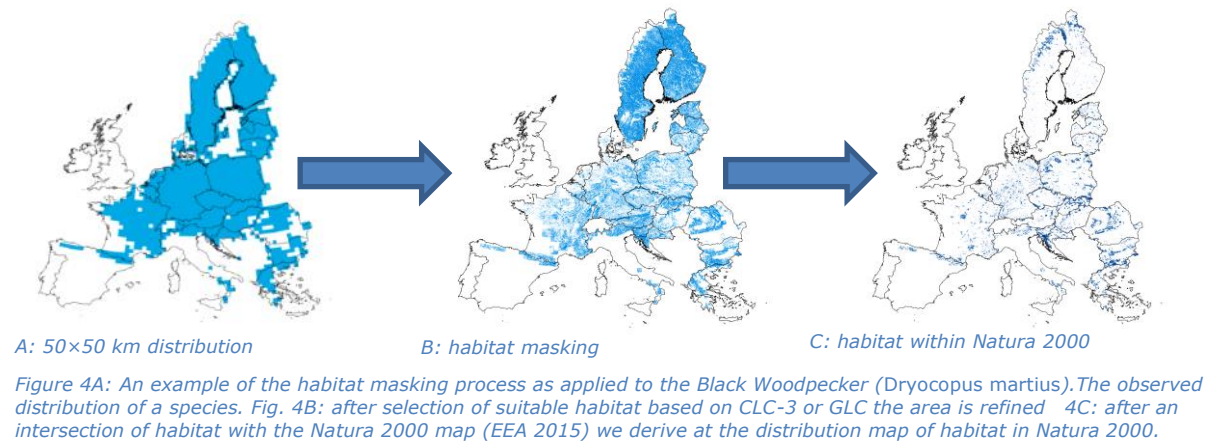 A: 50×50 km distribution
B: habitat masking
C: habitat within Natura 2000
Figure 4A: An example of the habitat masking process as applied to the Black Woodpecker (Dryocopus martius).The observed
distribution of a species. Fig. 4B: after selection of suitable habitat based on CLC-3 or GLC the area is refined 4C: after an
intersection of habitat with the Natura 2000 map (EEA 2015) we derive at the distribution map of habitat in Natura 2000.